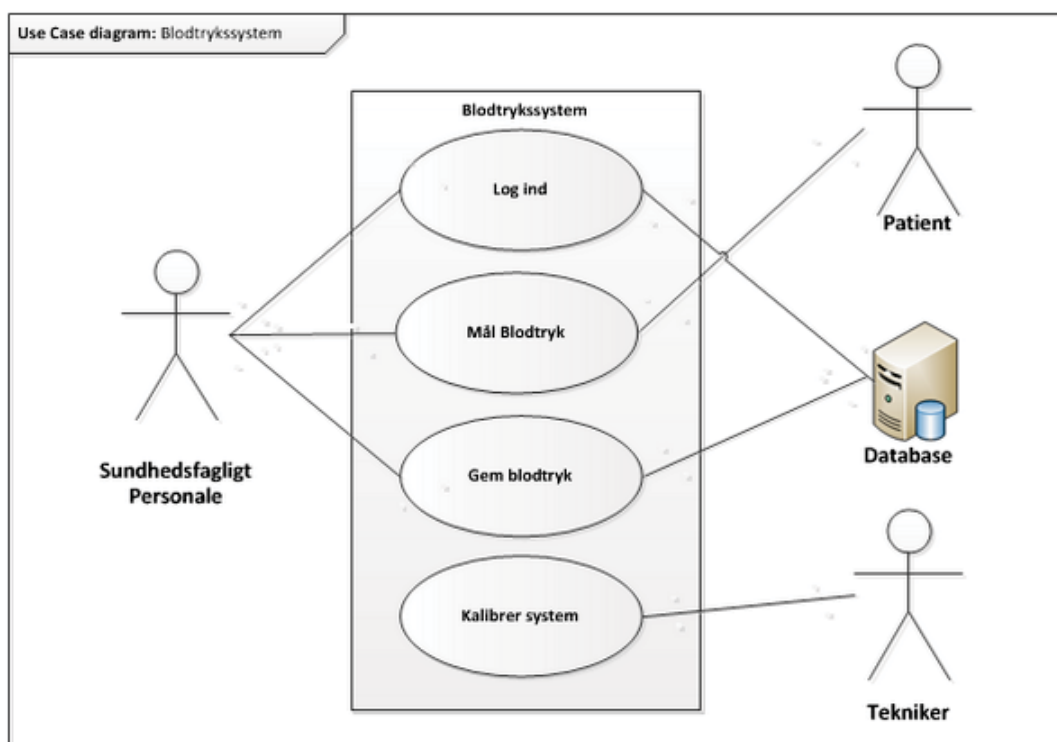 Use Case diagram: Blodtrykssystem
Blodtrykssystem
Log ind
Mål Blodtryk
Gem blodtryk
Kalibrer system
Sundhedsfagligt
Personale
Patient
Database
Tekniker